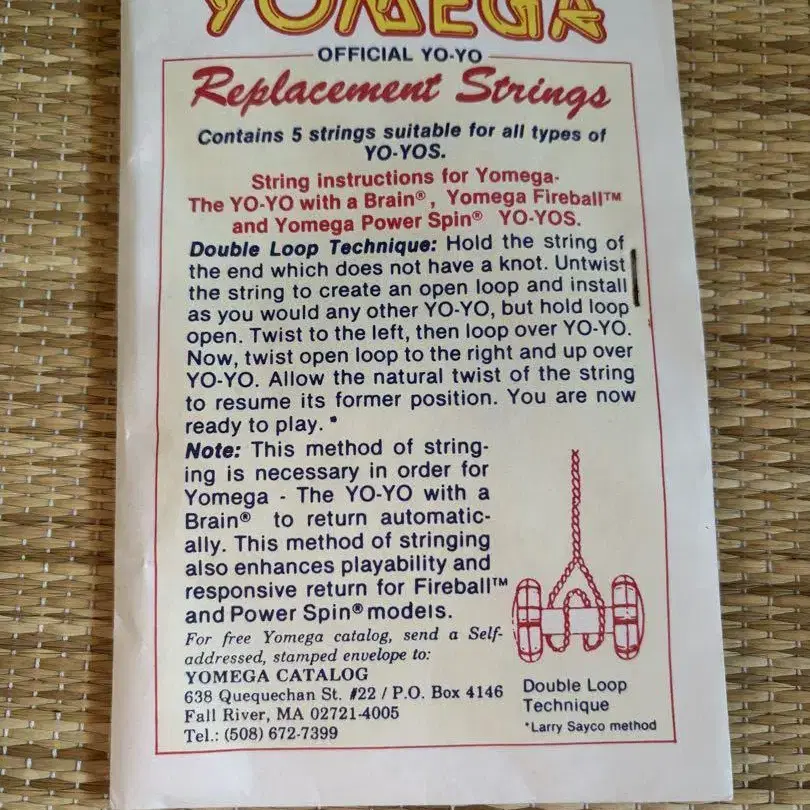 YOMEGA
OFFICIAL YO-YO
Replacement Strings
Contains 5 strings suitable for all types of
YO-YOS.
String instructions for Yomega-
The YO-YO with a Brain®, Yomega Fireball™
and Yomega Power Spin® YO-YOS.
Double Loop Technique: Hold the string of
the end which does not have a knot. Untwist
the string to create an open loop and install
as you would any other YO-YO, but hold loop
open. Twist to the left, then loop over YO-YO.
Now, twist open loop to the right and up over
YO-YO. Allow the natural twist of the string
to resume its former position. You are now
ready to play.*
Note: This method of string-
ing is necessary in order for
Yomega - The YO-YO with a
Brain® to return automatic-
ally. This method of stringing
also enhances playability and
responsive return for Fireball™
and Power Spin® models.
For free Yomega catalog, send a Self-
addressed, stamped envelope to:
YOMEGA CATALOG
638 Quequechan St. #22 / P.O. Box 4146
Fall River, MA 02721-4005
Tel.: (508) 672-7399
Double Loop
Technique
*Larry Sayco method